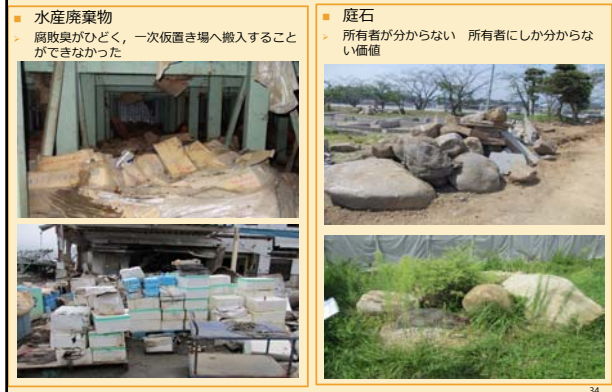 水産廃棄物
腐敗臭がひどく，一次仮置き場へ搬入すること
ができなかった
庭石
所有者が分からない　所有者にしか分からな
い価値
34